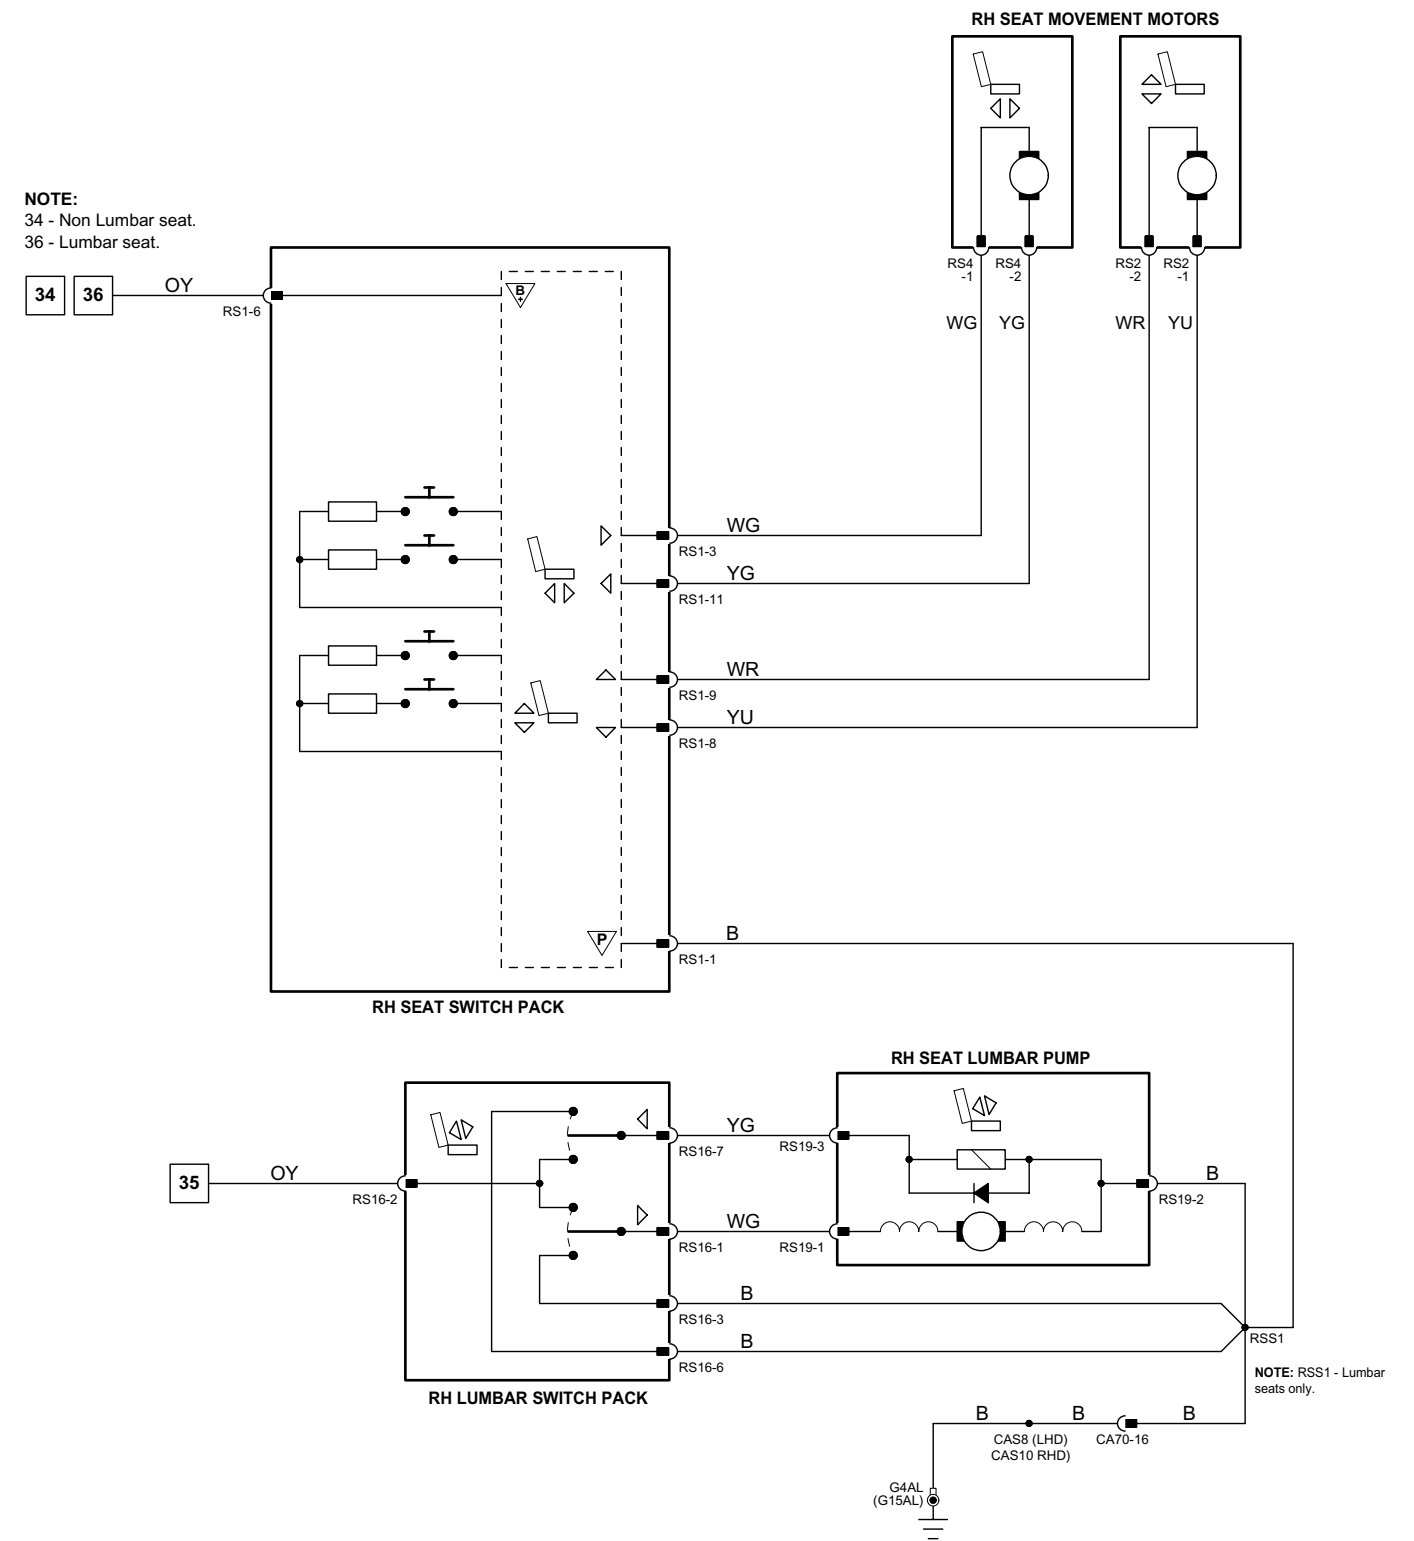 RH SEAT MOVEMENT MOTORS
NOTE:
34 - Non Lumbar seat.
36 - Lumbar seat.
34 36 OY
RS1-6
B
+
RS4
-1
RS4
-2
RS2
-2
RS2
-1
WG YG WR YU
WG
RS1-3
YG
RS1-11
WR
RS1-9
YU
RS1-8
P
B
RS1-1
RH SEAT SWITCH PACK
RH SEAT LUMBAR PUMP
YG
RS16-7
RS19-3
35 OY
RS16-2
B
RS19-2
WG
RS16-1
RS19-1
B
RS16-3
B
RS16-6
RSS1
RH LUMBAR SWITCH PACK
NOTE: RSS1 - Lumbar
seats only.
B B B
CAS8 (LHD)
CAS10 RHD)
CA70-16
G4AL
(G15AL)